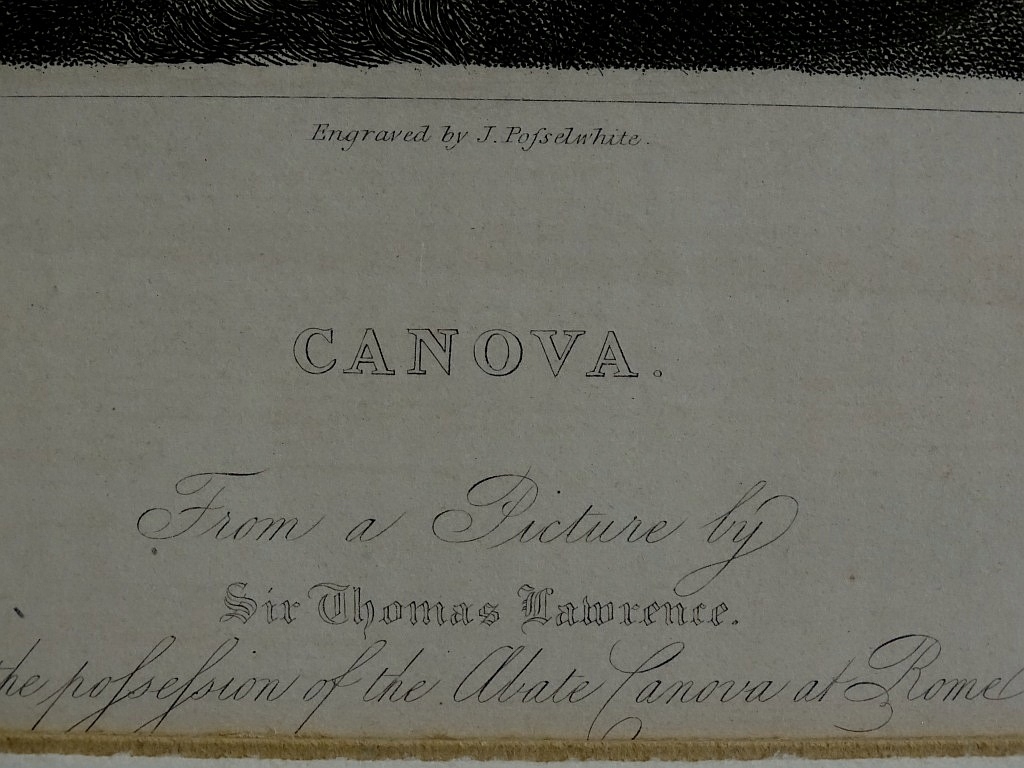 Engraved by J. Poſselwhite.
CANOVA.
From a Picture by
Sir Thomas Lawrence.
the poſseſsion of the Abate Canova at Rome